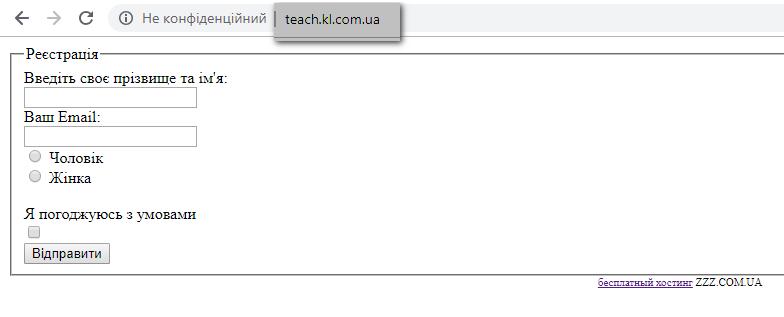 Не конфіденційний | teach.kl.com.ua
Реєстрація
Введіть своє прізвище та ім'я:
Ваш Email:
Чоловік
Жінка
Я погоджуюсь з умовами
Відправити
бесплатный хостинг ZZZ.COM.UA